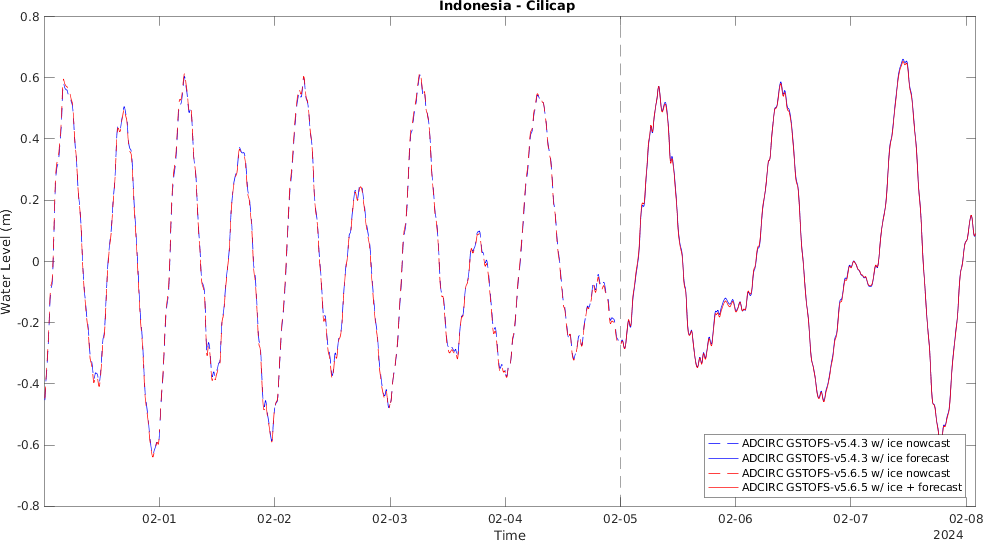 Indonesia - Cilicap
0.8
0.6
0.4
0.2
0
-0.2
-0.4
-0.6
-0.8
Water Level (m)
ADCIRC GSTOFS-v5.4.3 w/ ice nowcast
ADCIRC GSTOFS-v5.4.3 w/ ice forecast
ADCIRC GSTOFS-v5.6.5 w/ ice nowcast
ADCIRC GSTOFS-v5.6.5 w/ ice + forecast
02-01 02-02 02-03 02-04 02-05 02-06 02-07 02-08
Time 2024